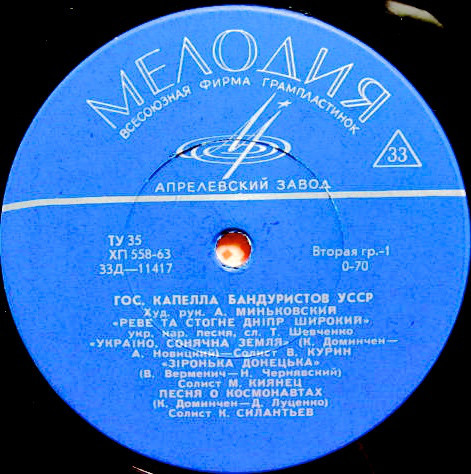 МЕЛОДИЯ
ВСЕСОЮЗНАЯ ФИРМА ГРАМПЛАСТИНОК
33
АПРЕЛЕВСКИЙ ЗАВОД
ТУ 35
ХП 558-63
33Д—11417
Вторая гр.-1
0-70
ГОС. КАПЕЛЛА БАНДУРИСТОВ УССР
Худ. рук. А. МИНЬКОВСКИЙ
«РЕВЕ ТА СТОГНЕ ДНІПР ШИРОКИЙ»
укр. нар. песня, сл. Т. Шевченко
«УКРАЇНО, СОНЯЧНА ЗЕМЛЯ» (К. Доминчен—
А. Новицкий)—Солист В. КУРИН
«ЗІРОНЬКА ДОНЕЦЬКА»
(В. Верменич—Н. Чернявский)
Солист М. КИЯНЕЦ
ПЕСНЯ О КОСМОНАВТАХ
(К. Доминчен—Д. Луценко)
Солист К. СИЛАНТЬЕВ